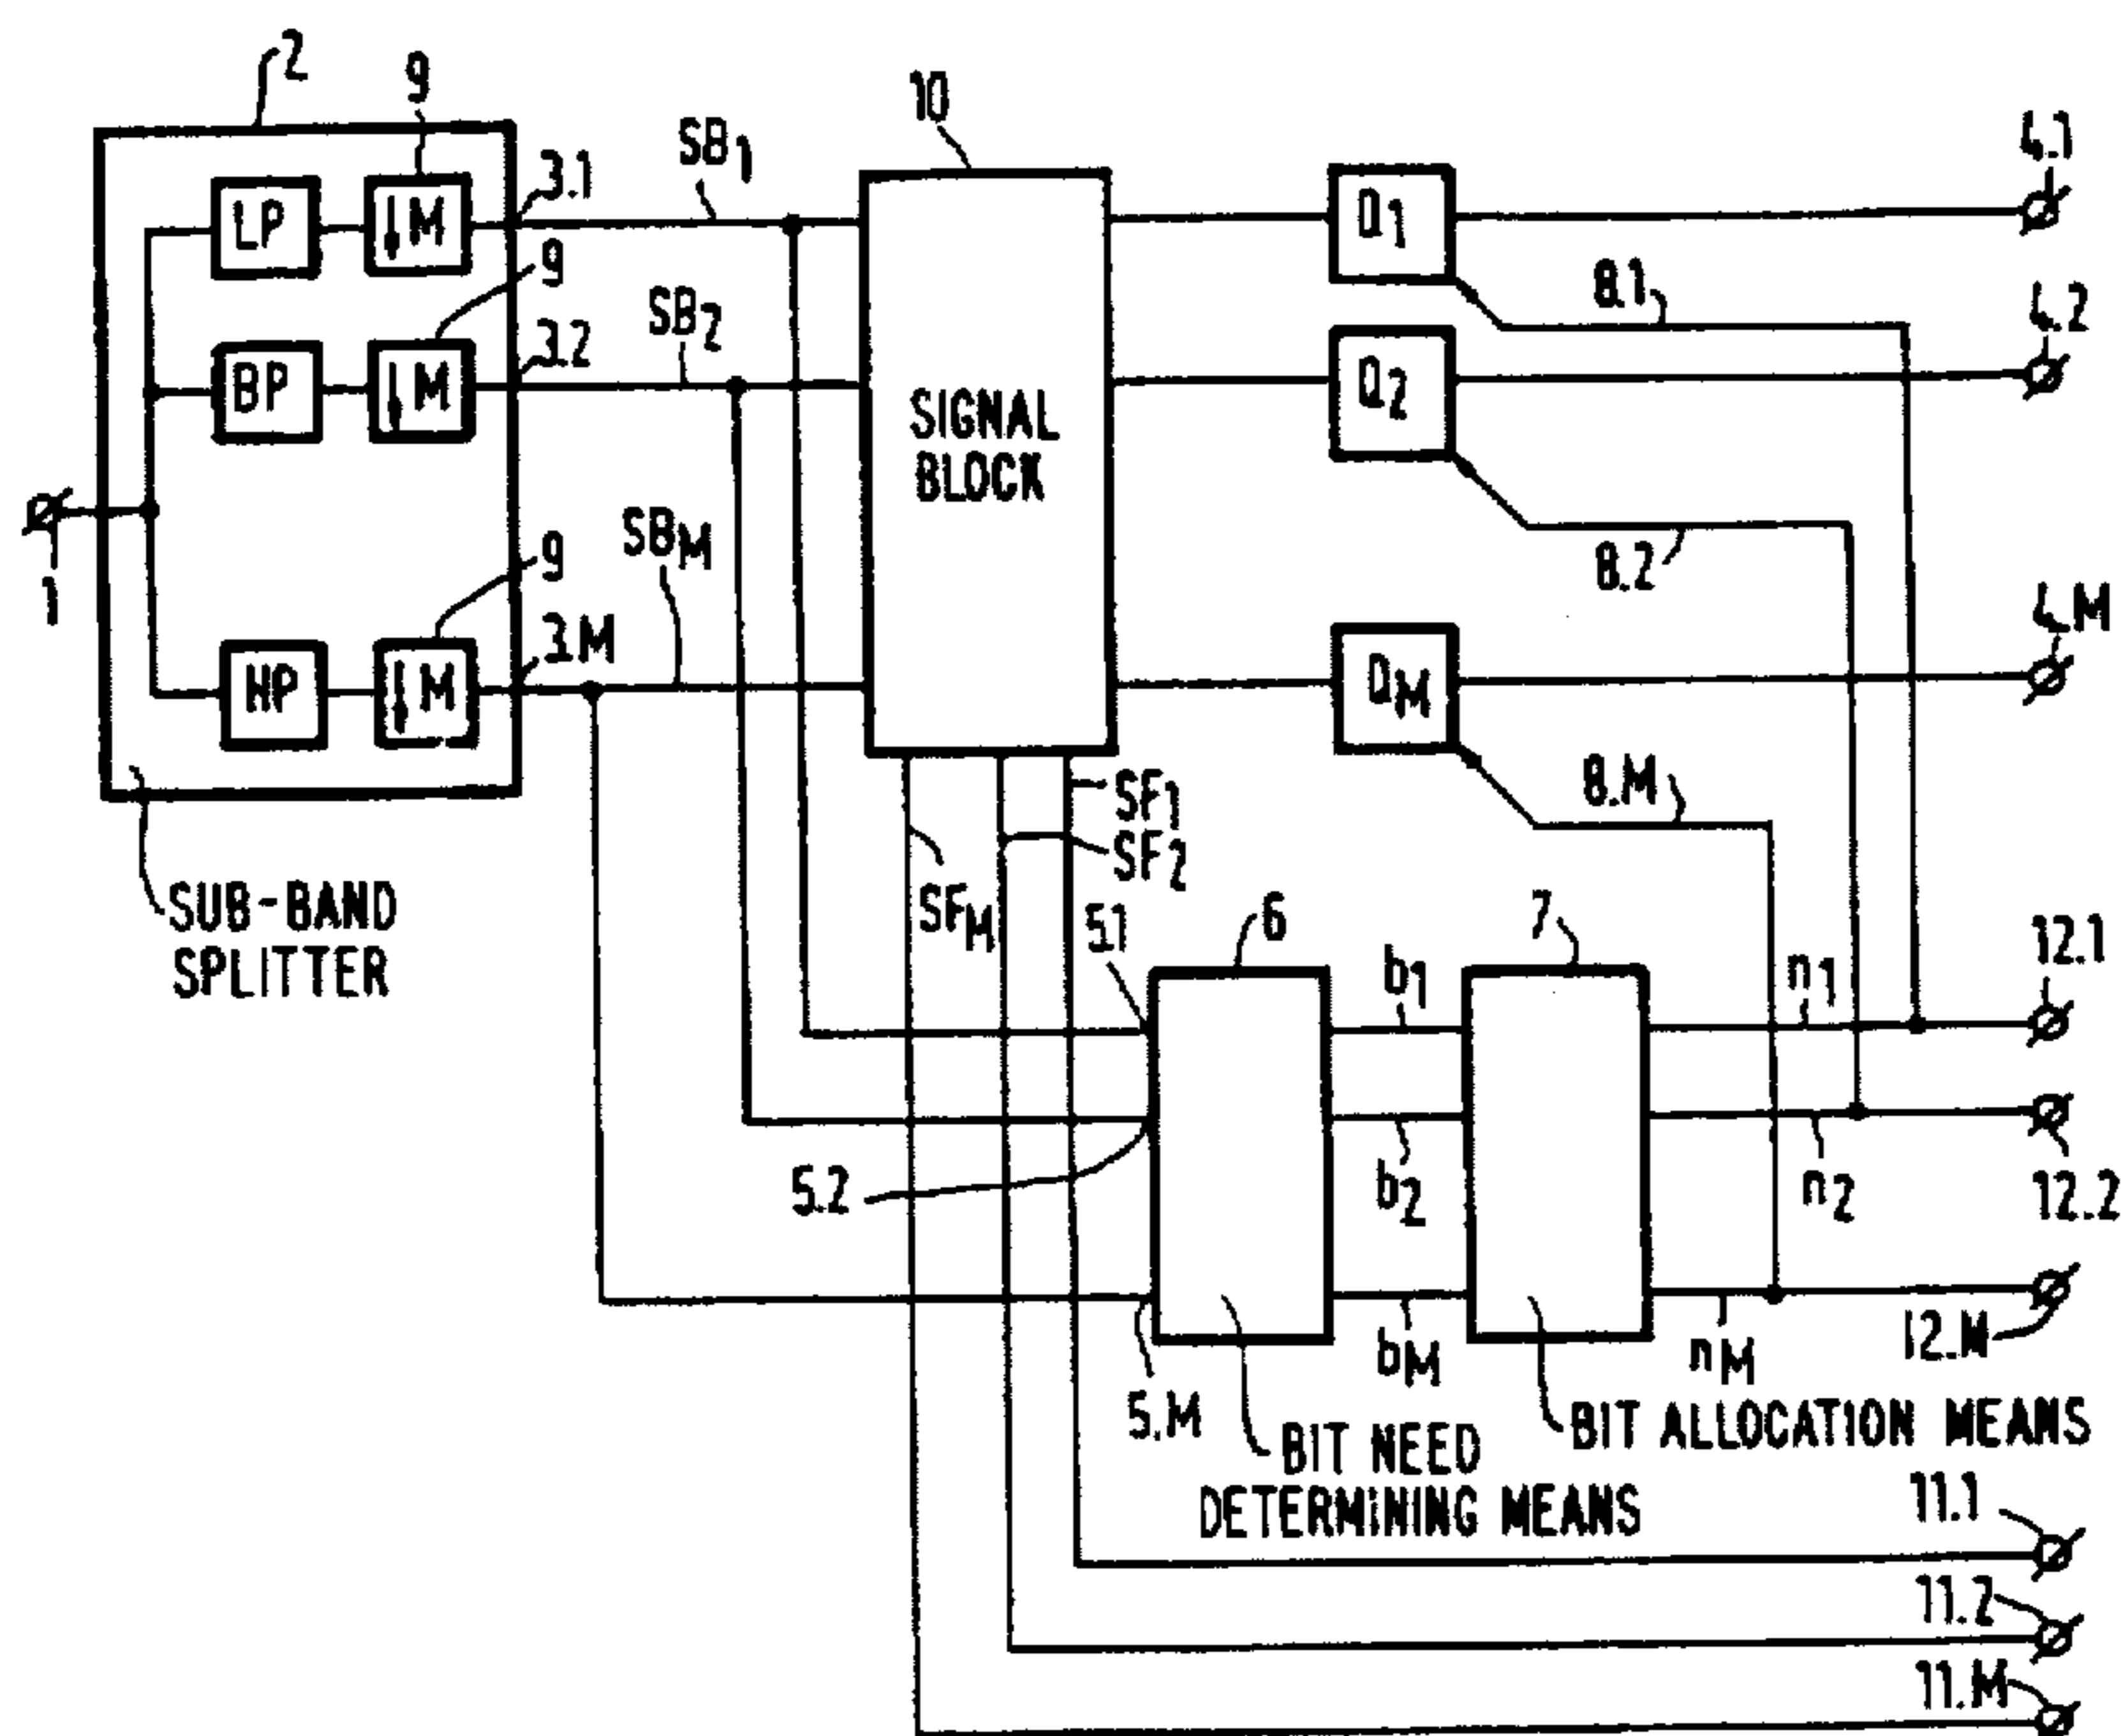 2
9
10
SB1
3.1
4.1
LP
↓M
Q1
9
8.1
SB2
3.2
4.2
BP
↓M
Q2
SIGNAL
BLOCK
SBM
9
8.2
1
3.M
4.M
HP
↓M
QM
8.M
SF1
SF2
SFM
SUB-BAND
SPLITTER
5.1
6
7
12.1
b1
n1
5.2
b2
n2
12.2
bM
nM
12.M
5.M
BIT NEED
DETERMINING MEANS
BIT ALLOCATION MEANS
11.1
11.2
11.M